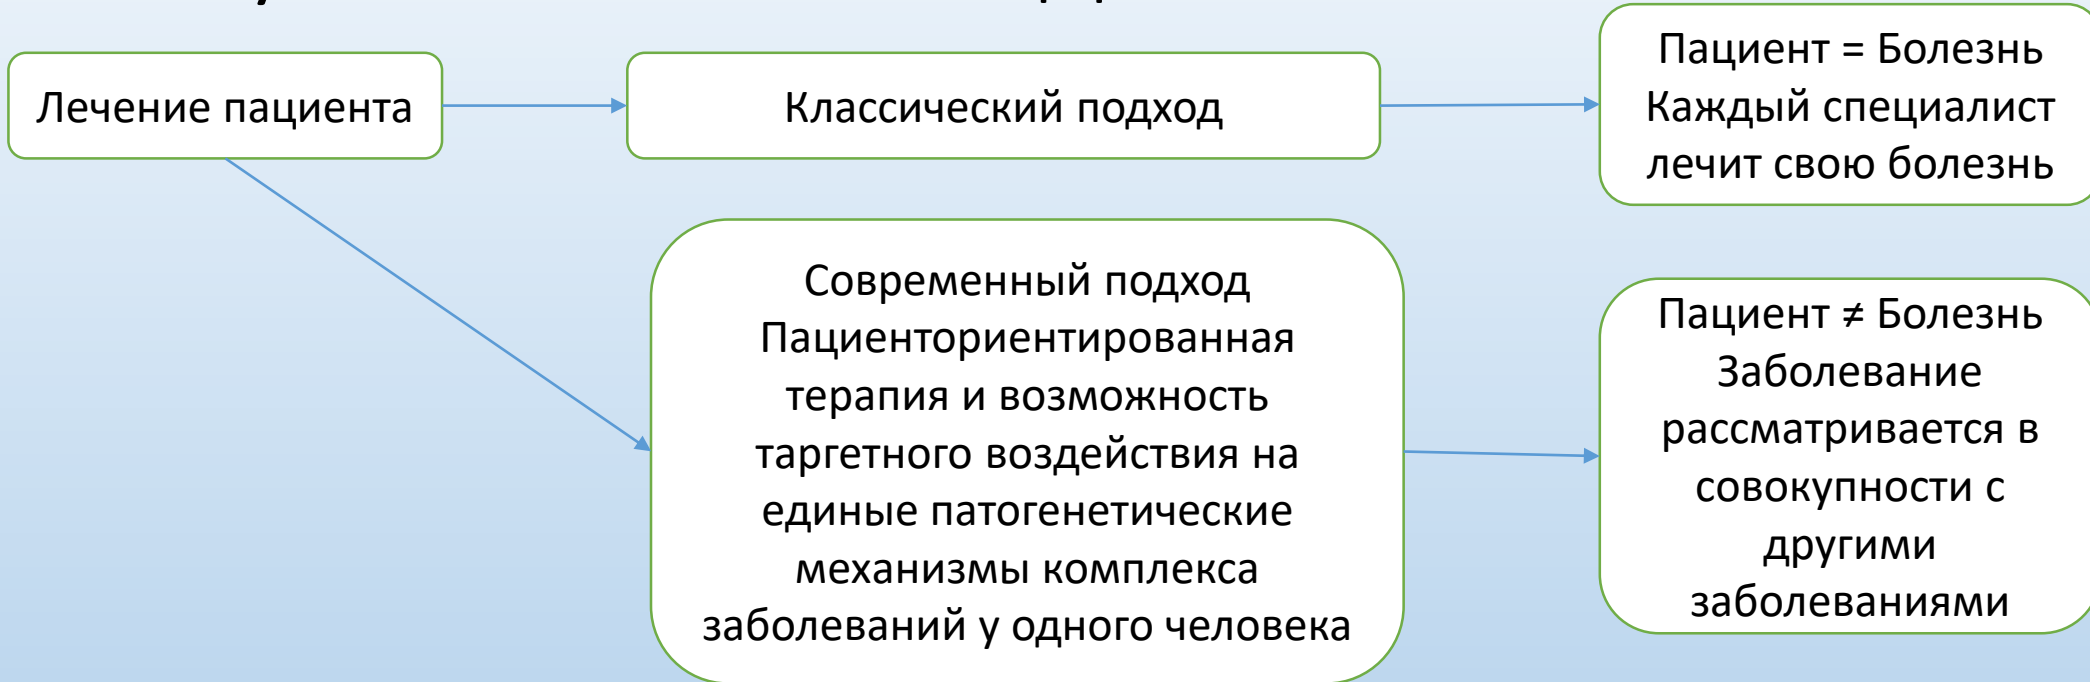 Лечение пациента
Классический подход
Пациент = Болезнь
Каждый специалист
лечит свою болезнь
Современный подход
Пациенториентированная
терапия и возможность
таргетного воздействия на
единые патогенетические
механизмы комплекса
заболеваний у одного человека
Пациент ≠ Болезнь
Заболевание
рассматривается в
совокупности с
другими
заболеваниями